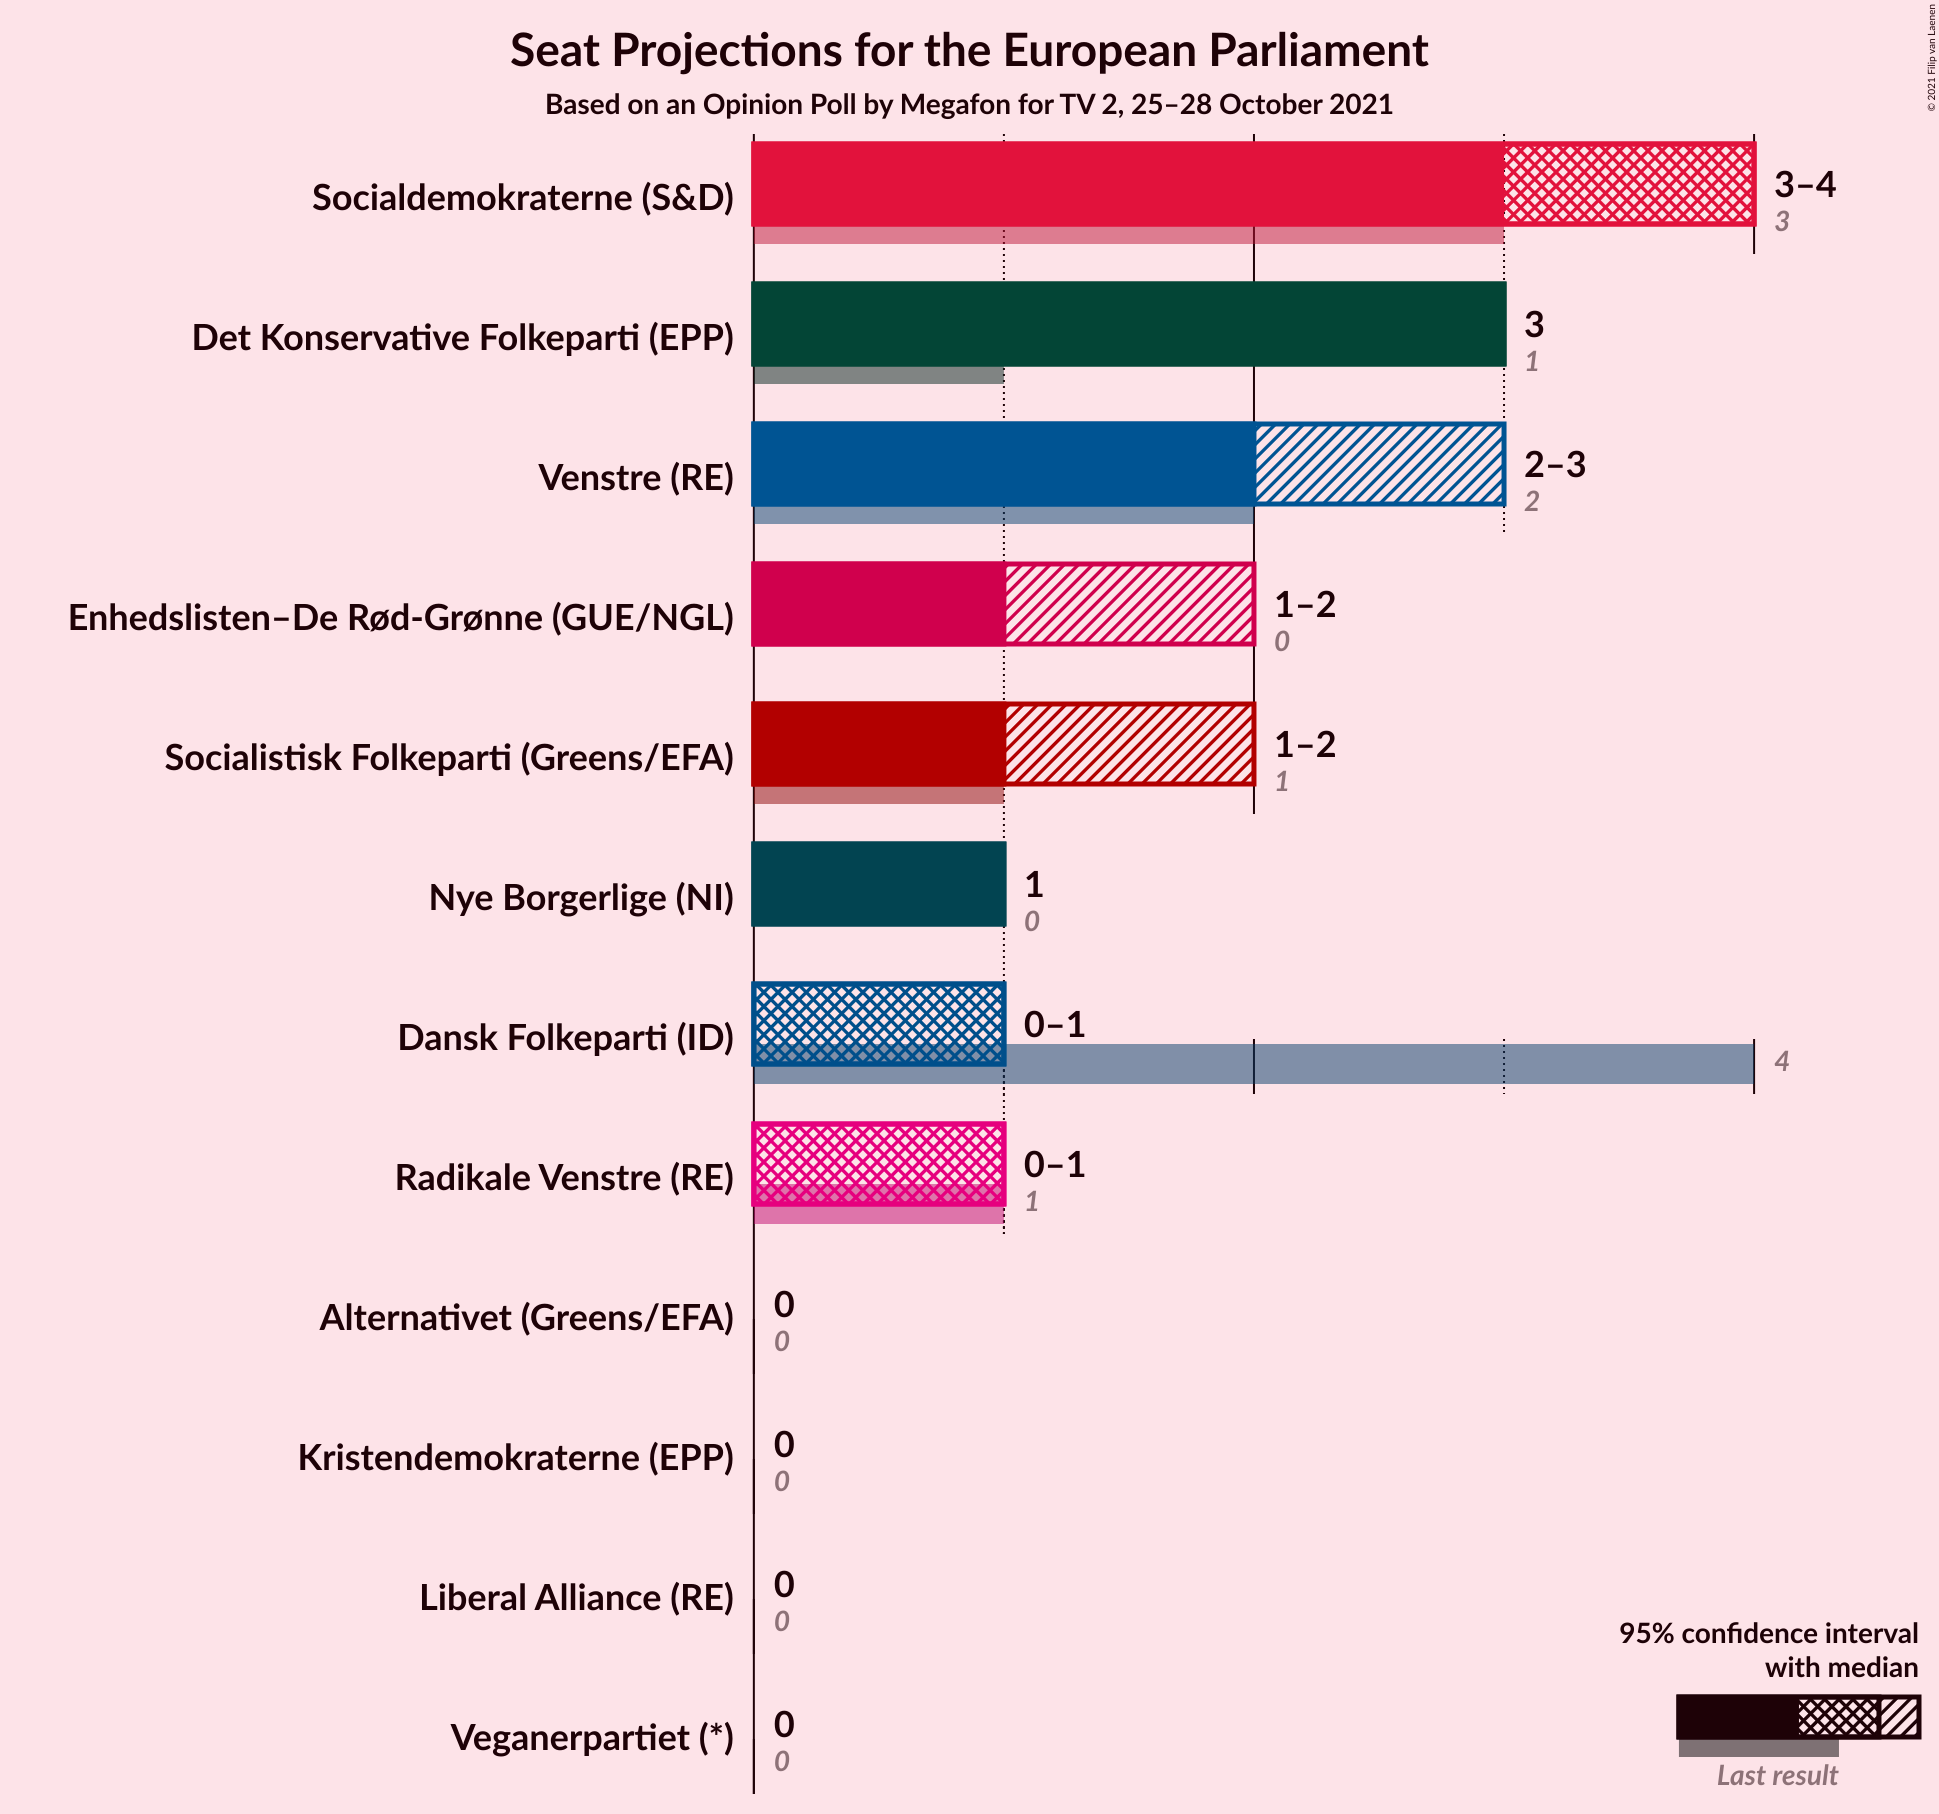 Seat Projections for the European Parliament
Based on an Opinion Poll by Megafon for TV 2, 25–28 October 2021
© 2021 Filip van Laenen
Socialdemokraterne (S&D)
3–4
3
Det Konservative Folkeparti (EPP)
3
1
Venstre (RE)
2–3
2
Enhedslisten–De Rød-Grønne (GUE/NGL)
1–2
0
Socialistisk Folkeparti (Greens/EFA)
1–2
1
Nye Borgerlige (NI)
1
0
Dansk Folkeparti (ID)
0–1
4
Radikale Venstre (RE)
0–1
1
Alternativet (Greens/EFA)
0
0
Kristendemokraterne (EPP)
0
0
Liberal Alliance (RE)
0
0
Veganerpartiet (*)
0
0
95% confidence interval
with median
Last result